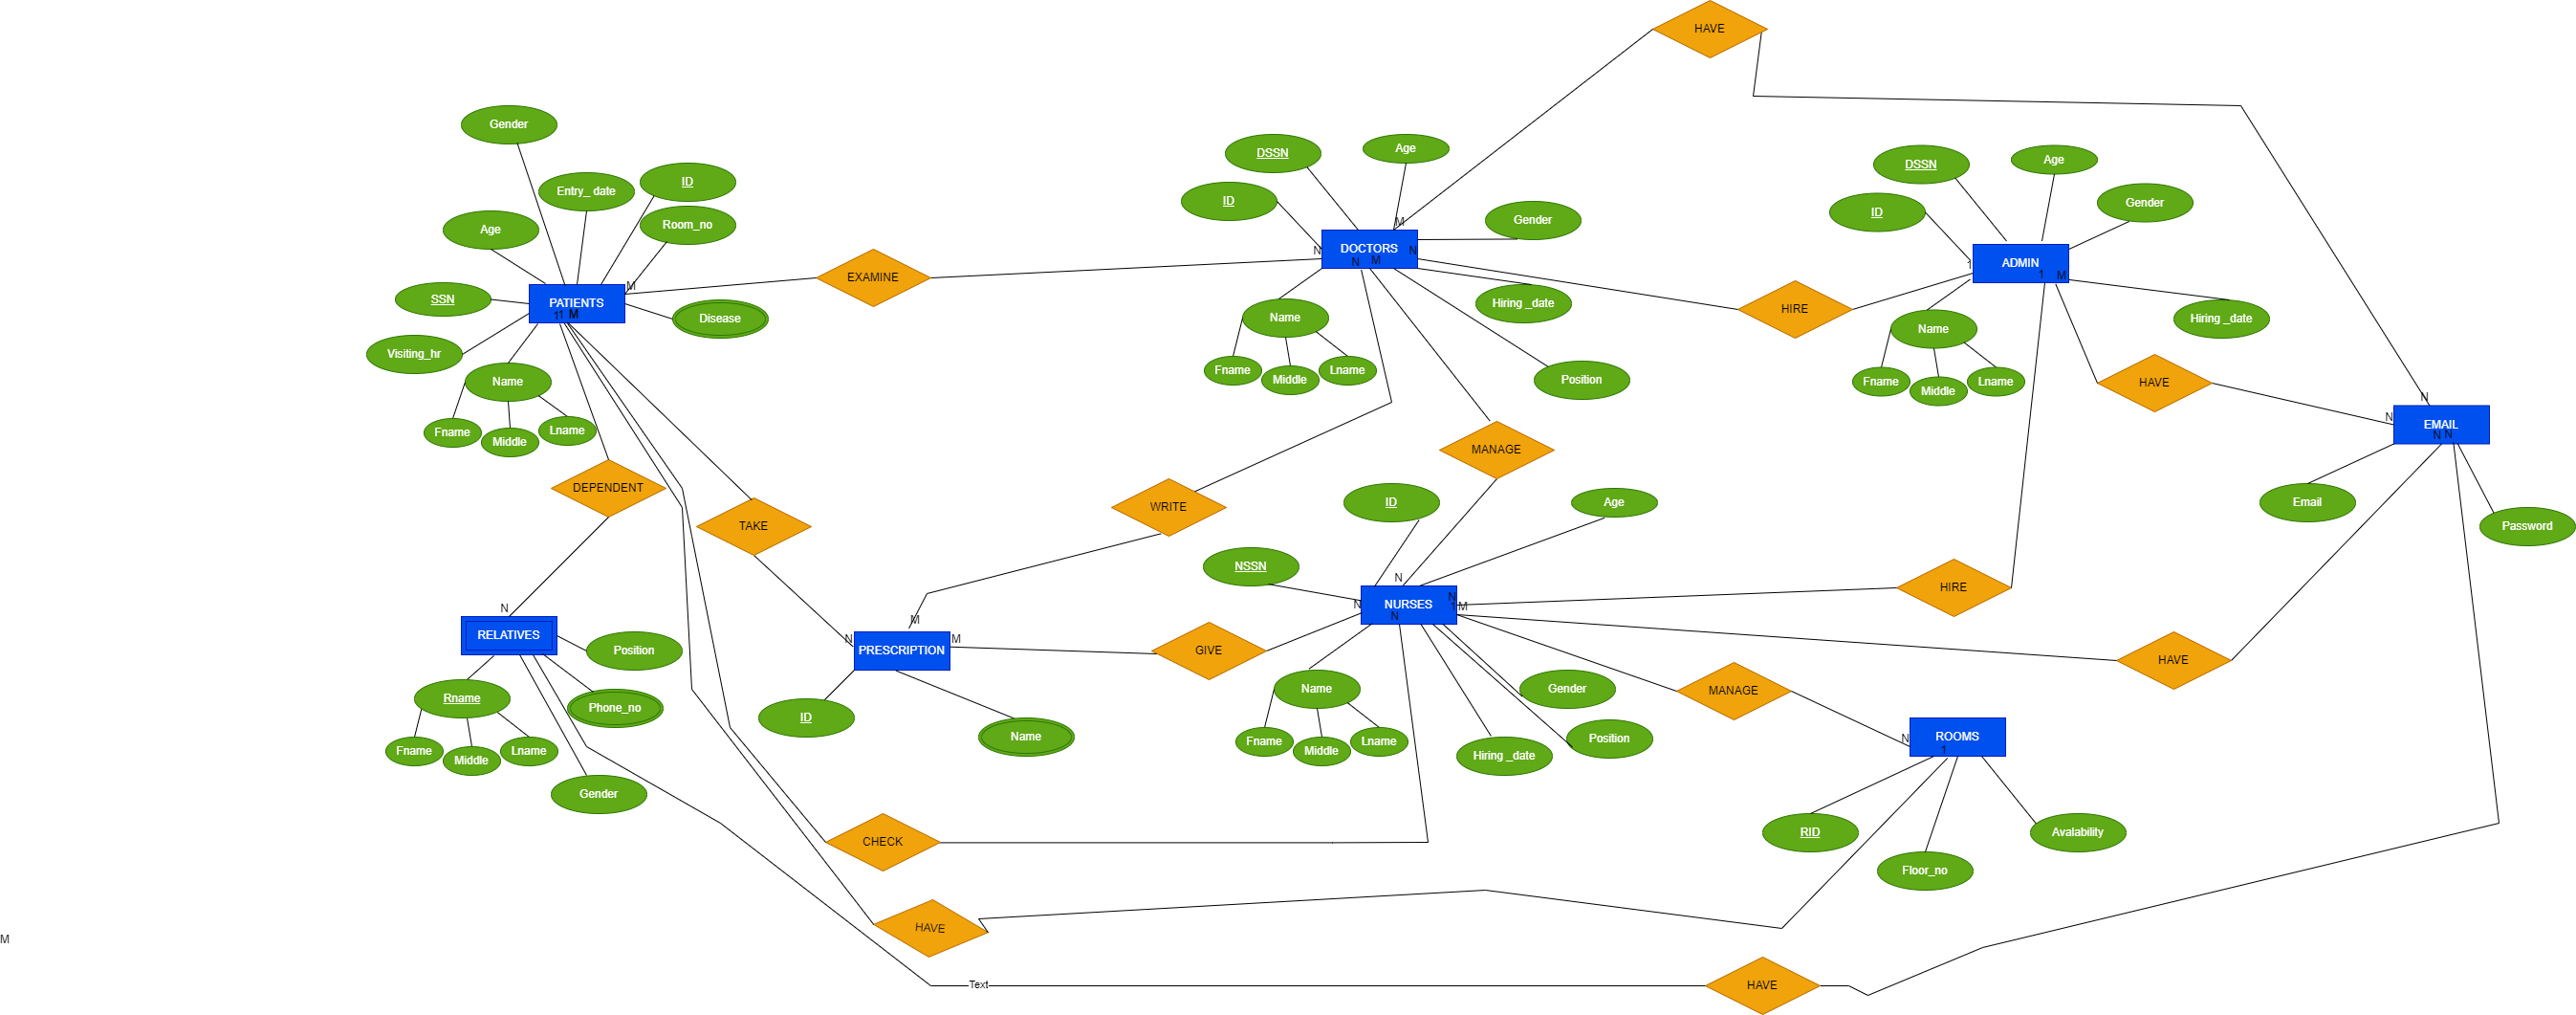 HAVE
Gender
DSSN
Age
DSSN
Age
Entry_ date
ID
ID
Gender
ID
Gender
Room_no
Age
M
DOCTORS
N
N
N
M
ADMIN
1
1
M
EXAMINE
M
SSN
PATIENTS
1
1
M
Disease
Hiring _date
HIRE
Name
Hiring _date
Name
Visiting_hr
Fname
Middle
Lname
Position
Fname
Middle
Lname
HAVE
Name
Fname
Middle
Lname
N
N
EMAIL
N
N
MANAGE
DEPENDENT
TAKE
WRITE
ID
Age
Email
Password
NSSN
N
HIRE
N
NURSES
N
1
M
N
N
RELATIVES
M
N
PRESCRIPTION
M
GIVE
Position
HAVE
Rname
Phone_no
ID
Name
Name
Gender
MANAGE
Fname
Middle
Lname
Fname
Middle
Lname
Hiring _date
Position
N
ROOMS
1
Gender
RID
Avalability
CHECK
Floor_no
HAVE
M
Text
HAVE